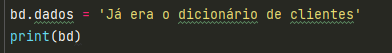 bd.dados = 'Já era o dicionário de clientes'
print(bd)